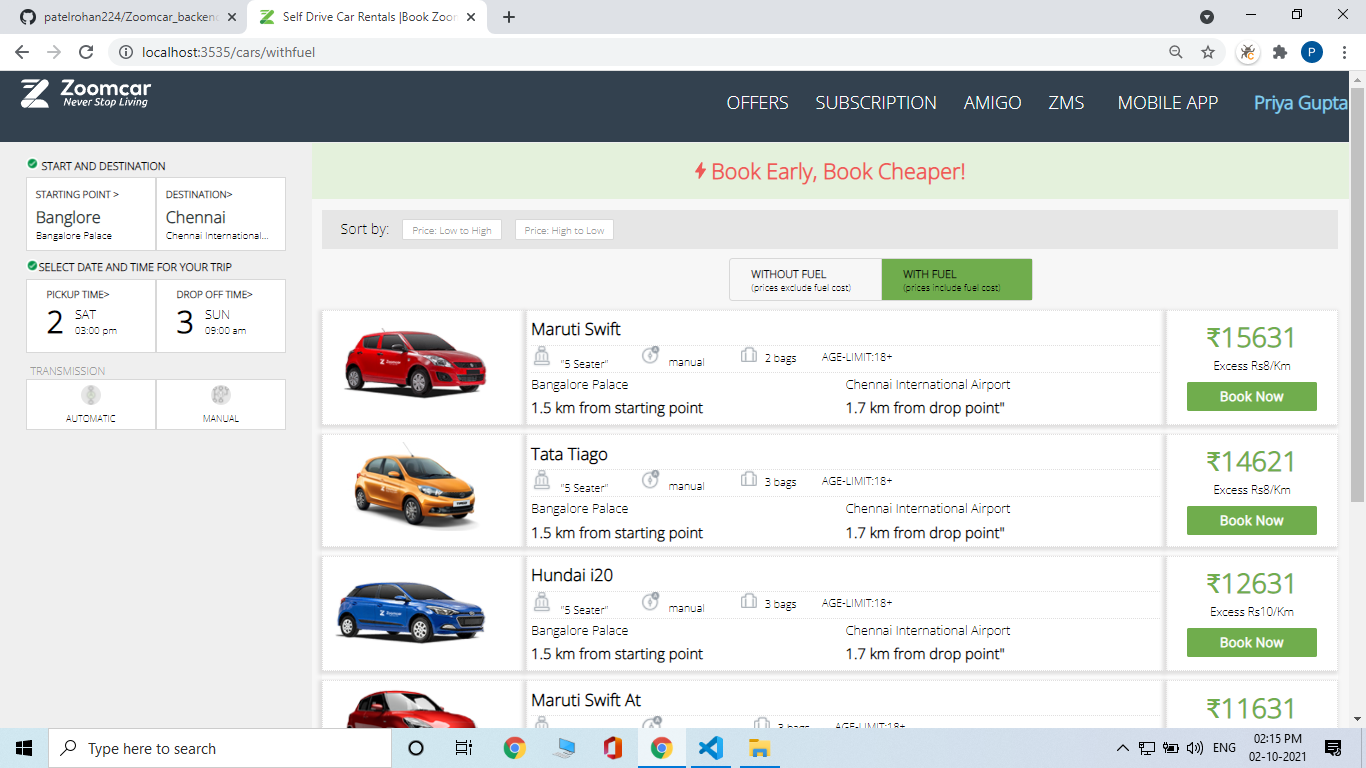 patelrohan224/Zoomcar_backen
Self Drive Car Rentals |Book Zoom
localhost:3535/cars/withfuel
P
Zoomcar
Never Stop Living
OFFERS SUBSCRIPTION AMIGO ZMS MOBILE APP Priya Gupta
START AND DESTINATION
STARTING POINT >
Banglore
Bangalore Palace
DESTINATION>
Chennai
Chennai International...
SELECT DATE AND TIME FOR YOUR TRIP
PICKUP TIME>
2 SAT
03:00 pm
DROP OFF TIME>
3 SUN
09:00 am
TRANSMISSION
AUTOMATIC
MANUAL
Book Early, Book Cheaper!
Sort by: Price: Low to High Price: High to Low
WITHOUT FUEL
(prices exclude fuel cost)
WITH FUEL
(prices include fuel cost)
Zoomcar
Maruti Swift
"5 Seater" manual 2 bags AGE-LIMIT:18+
Bangalore Palace Chennai International Airport
1.5 km from starting point 1.7 km from drop point"
₹15631
Excess Rs8/Km
Book Now
Tata Tiago
"5 Seater" manual 3 bags AGE-LIMIT:18+
Bangalore Palace Chennai International Airport
1.5 km from starting point 1.7 km from drop point"
₹14621
Excess Rs8/Km
Book Now
Zoomcar
Hundai i20
"5 Seater" manual 3 bags AGE-LIMIT:18+
Bangalore Palace Chennai International Airport
1.5 km from starting point 1.7 km from drop point"
₹12631
Excess Rs10/Km
Book Now
Maruti Swift At
3 bags AGE-LIMIT:18+
₹11631
Type here to search
ENG
02:15 PM
02-10-2021